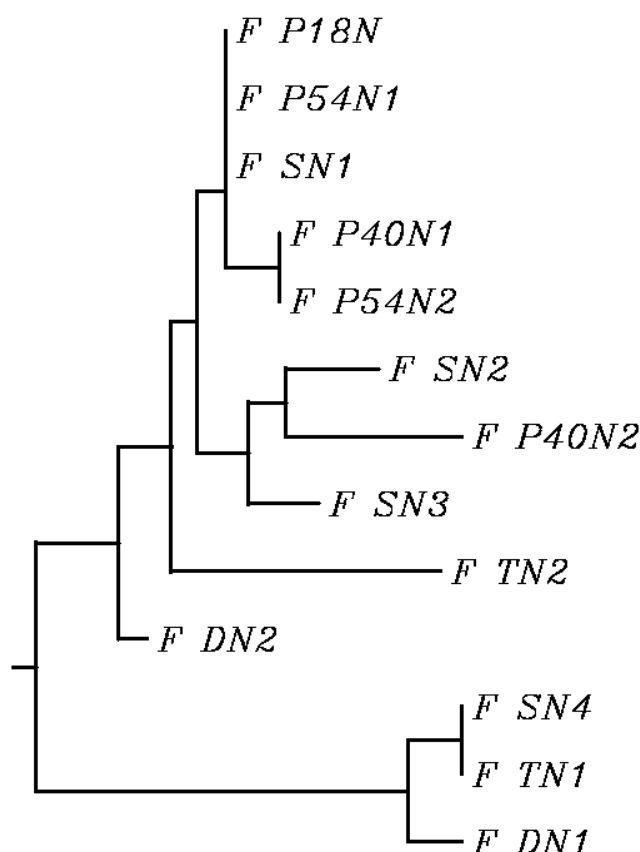 F P18N
F P54N1
F SN1
F P40N1
F P54N2
F SN2
F P40N2
F SN3
F TN2
F DN2
F SN4
F TN1
F DN1